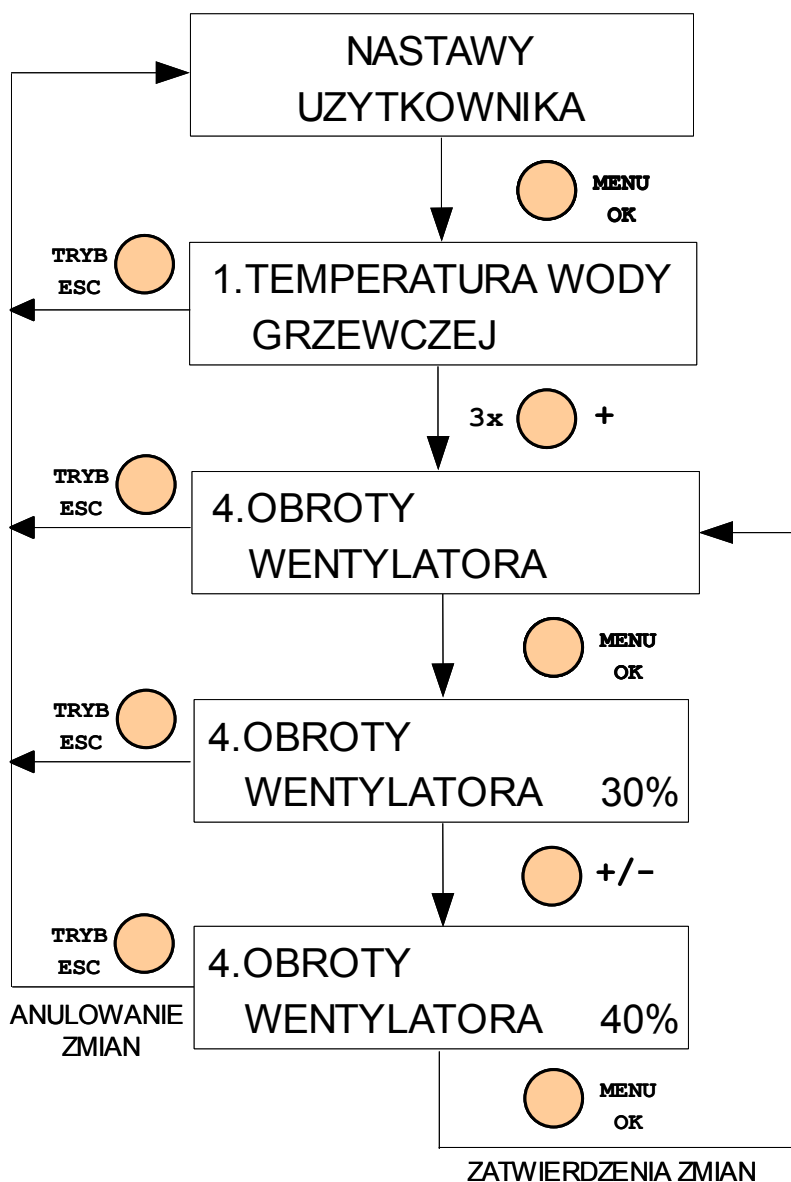 NASTAWY
UZYTKOWNIKA
MENU
OK
TRYB
ESC
1.TEMPERATURA WODY
GRZEWCZEJ
3x +
TRYB
ESC
4.OBROTY
WENTYLATORA
MENU
OK
TRYB
ESC
4.OBROTY
WENTYLATORA 30%
+/-
TRYB
ESC
4.OBROTY
WENTYLATORA 40%
ANULOWANIE
ZMIAN
MENU
OK
ZATWIERDZENIA ZMIAN